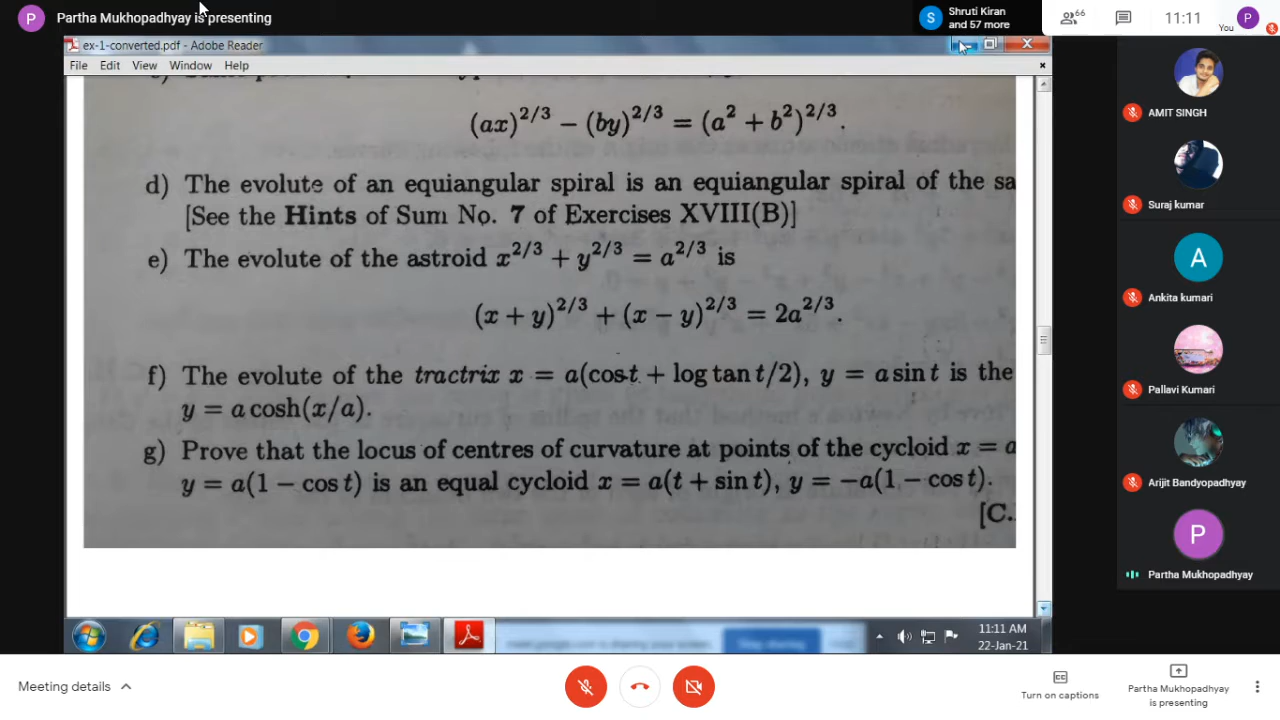 P Partha Mukhopadhyay is presenting
S Shruti Kiran and 57 more
66
11:11
You P
ex-1-converted.pdf - Adobe Reader
File Edit View Window Help
(ax)^{2/3} − (by)^{2/3} = (a² + b²)^{2/3}.
d) The evolute of an equiangular spiral is an equiangular spiral of the sa
[See the Hints of Sum No. 7 of Exercises XVIII(B)]
e) The evolute of the astroid x^{2/3} + y^{2/3} = a^{2/3} is
(x + y)^{2/3} + (x − y)^{2/3} = 2a^{2/3}.
f) The evolute of the tractrix x = a(cos t + log tan t/2), y = a sin t is the
y = a cosh(x/a).
g) Prove that the locus of centres of curvature at points of the cycloid x = a
y = a(1 − cos t) is an equal cycloid x = a(t + sin t), y = −a(1 − cos t).
[C.
AMIT SINGH
Suraj kumar
A
Ankita kumari
Pallavi Kumari
Arijit Bandyopadhyay
P
Partha Mukhopadhyay
11:11 AM
22-Jan-21
Meeting details
CC
Turn on captions
Partha Mukhopadhyay
is presenting